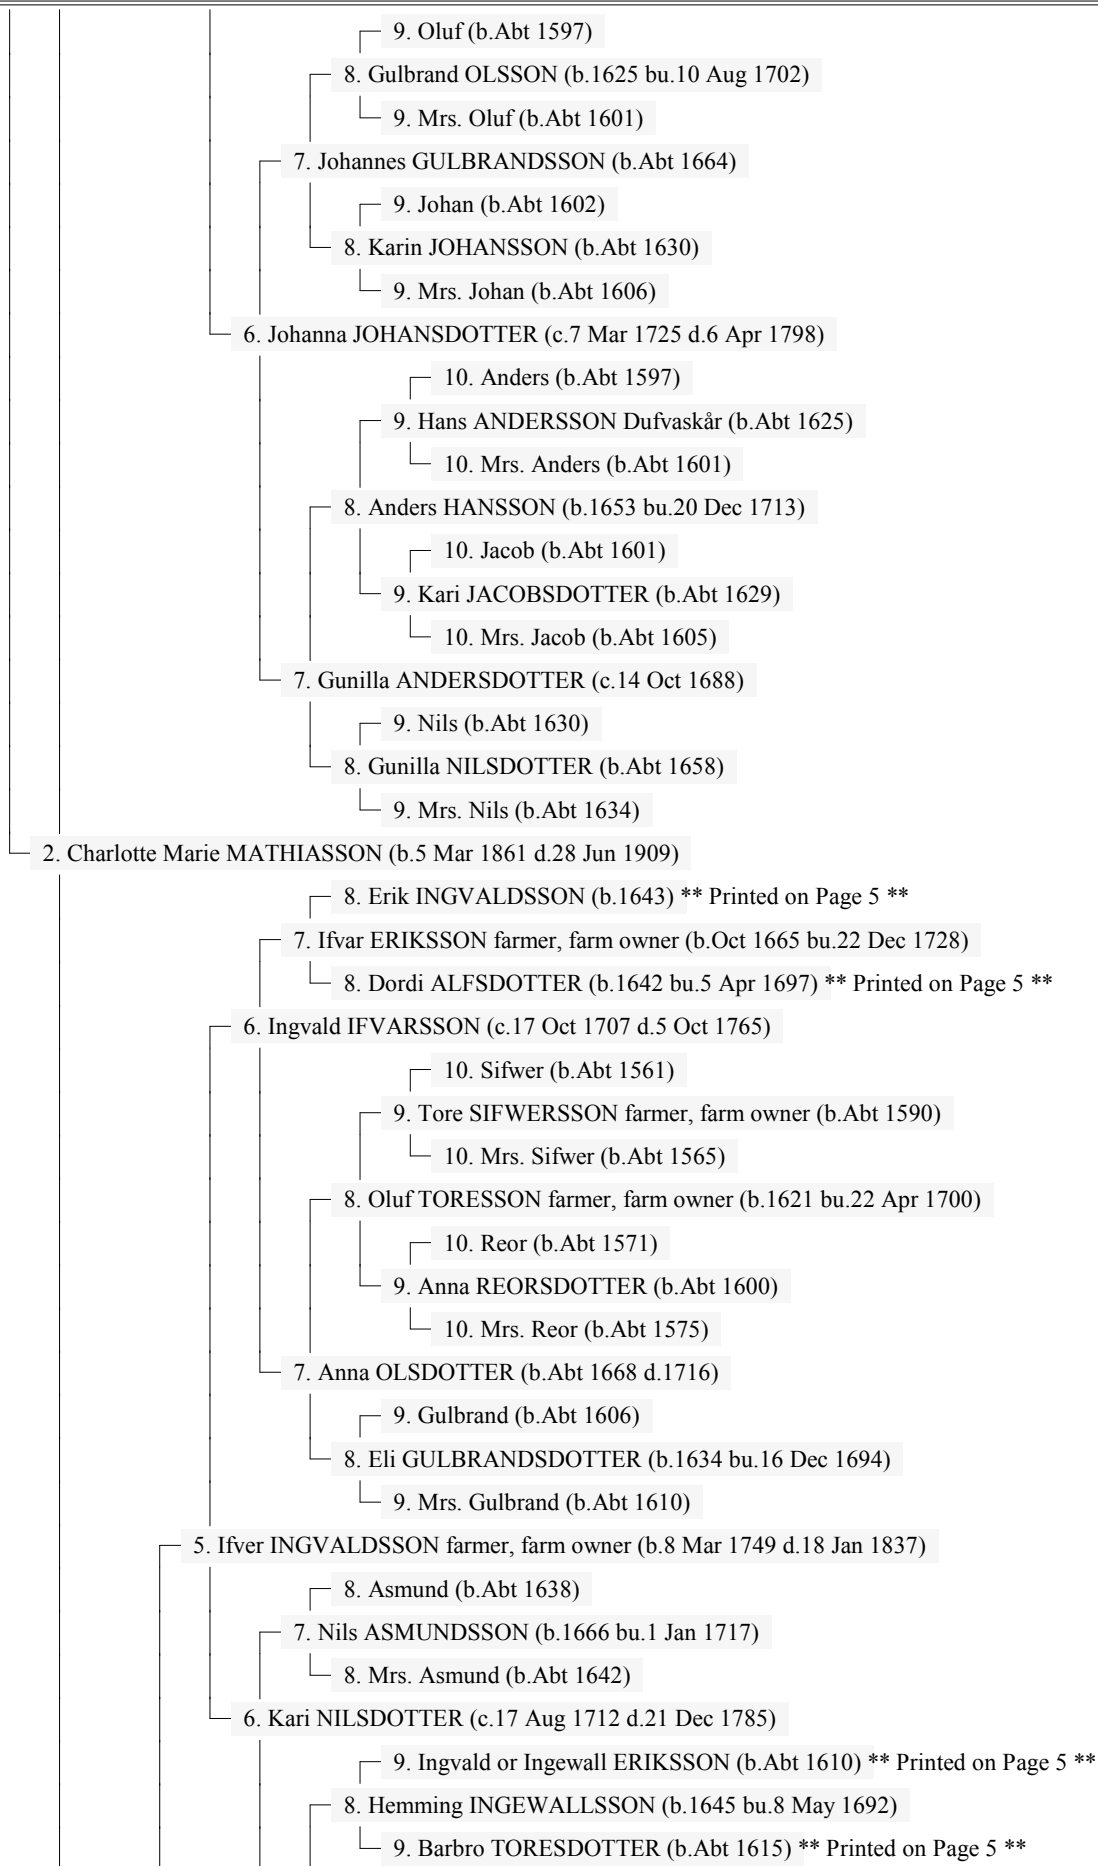 9. Oluf (b.Abt 1597)
8. Gulbrand OLSSON (b.1625 bu.10 Aug 1702)
9. Mrs. Oluf (b.Abt 1601)
7. Johannes GULBRANDSSON (b.Abt 1664)
9. Johan (b.Abt 1602)
8. Karin JOHANSSON (b.Abt 1630)
9. Mrs. Johan (b.Abt 1606)
6. Johanna JOHANSDOTTER (c.7 Mar 1725 d.6 Apr 1798)
10. Anders (b.Abt 1597)
9. Hans ANDERSSON Dufvaskår (b.Abt 1625)
10. Mrs. Anders (b.Abt 1601)
8. Anders HANSSON (b.1653 bu.20 Dec 1713)
10. Jacob (b.Abt 1601)
9. Kari JACOBSDOTTER (b.Abt 1629)
10. Mrs. Jacob (b.Abt 1605)
7. Gunilla ANDERSDOTTER (c.14 Oct 1688)
9. Nils (b.Abt 1630)
8. Gunilla NILSDOTTER (b.Abt 1658)
9. Mrs. Nils (b.Abt 1634)
2. Charlotte Marie MATHIASSON (b.5 Mar 1861 d.28 Jun 1909)
8. Erik INGVALDSSON (b.1643) ** Printed on Page 5 **
7. Ifvar ERIKSSON farmer, farm owner (b.Oct 1665 bu.22 Dec 1728)
8. Dordi ALFSDOTTER (b.1642 bu.5 Apr 1697) ** Printed on Page 5 **
6. Ingvald IFVARSSON (c.17 Oct 1707 d.5 Oct 1765)
10. Sifwer (b.Abt 1561)
9. Tore SIFWERSSON farmer, farm owner (b.Abt 1590)
10. Mrs. Sifwer (b.Abt 1565)
8. Oluf TORESSON farmer, farm owner (b.1621 bu.22 Apr 1700)
10. Reor (b.Abt 1571)
9. Anna REORSDOTTER (b.Abt 1600)
10. Mrs. Reor (b.Abt 1575)
7. Anna OLSDOTTER (b.Abt 1668 d.1716)
9. Gulbrand (b.Abt 1606)
8. Eli GULBRANDSDOTTER (b.1634 bu.16 Dec 1694)
9. Mrs. Gulbrand (b.Abt 1610)
5. Ifver INGVALDSSON farmer, farm owner (b.8 Mar 1749 d.18 Jan 1837)
8. Asmund (b.Abt 1638)
7. Nils ASMUNDSSON (b.1666 bu.1 Jan 1717)
8. Mrs. Asmund (b.Abt 1642)
6. Kari NILSDOTTER (c.17 Aug 1712 d.21 Dec 1785)
9. Ingvald or Ingewall ERIKSSON (b.Abt 1610) ** Printed on Page 5 **
8. Hemming INGEWALLSSON (b.1645 bu.8 May 1692)
9. Barbro TORESDOTTER (b.Abt 1615) ** Printed on Page 5 **